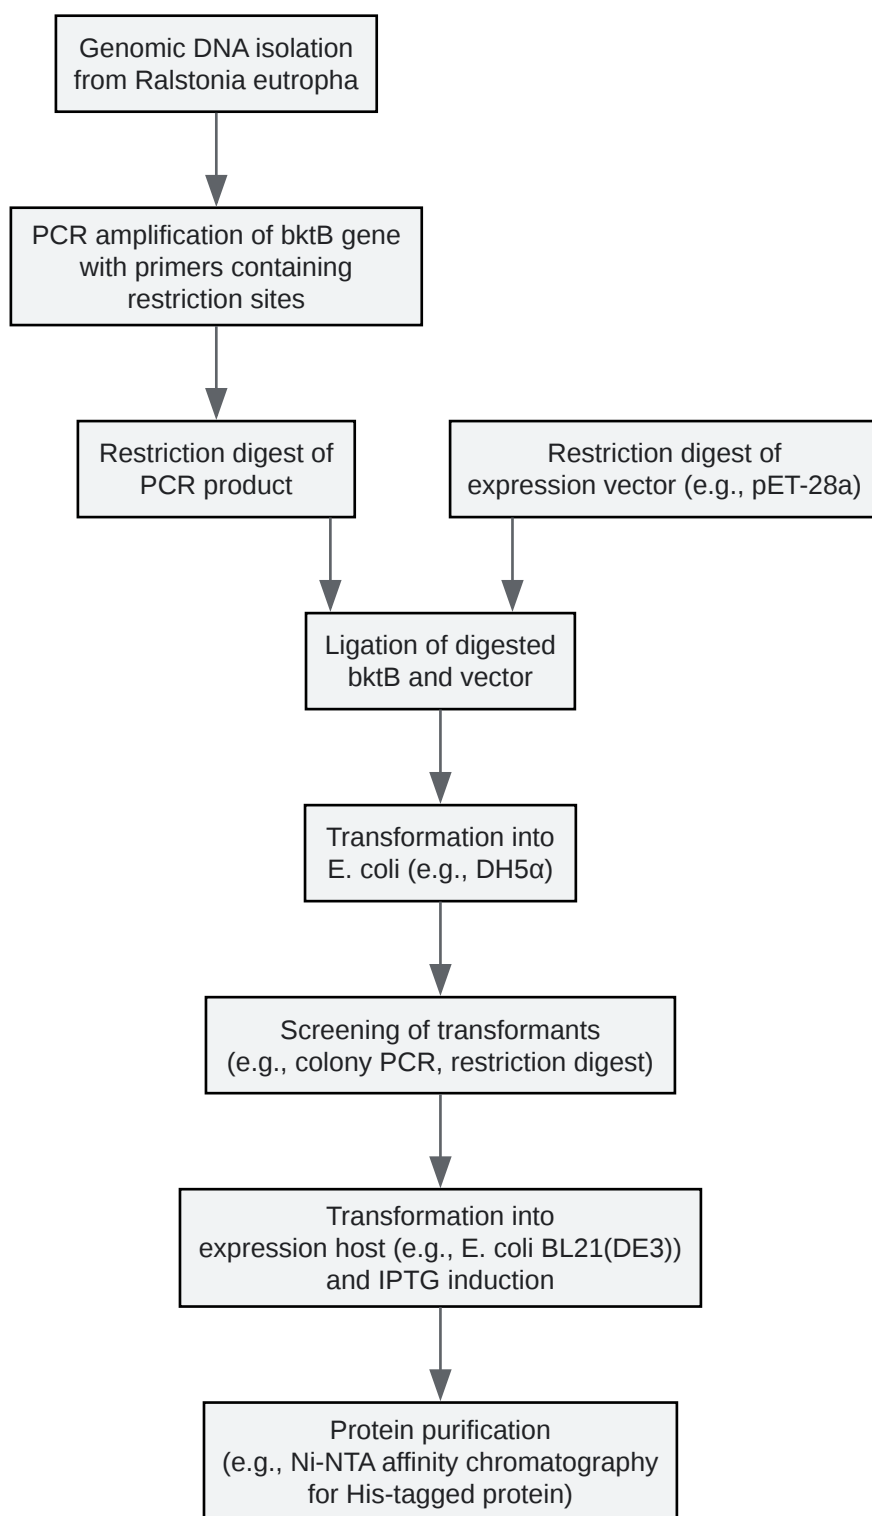 Genomic DNA isolation
from Ralstonia eutropha
PCR amplification of bktB gene
with primers containing
restriction sites
Restriction digest of
PCR product
Restriction digest of
expression vector (e.g., pET-28a)
Ligation of digested
bktB and vector
Transformation into
E. coli (e.g., DH5α)
Screening of transformants
(e.g., colony PCR, restriction digest)
Transformation into
expression host (e.g., E. coli BL21(DE3))
and IPTG induction
Protein purification
(e.g., Ni-NTA affinity chromatography
for His-tagged protein)